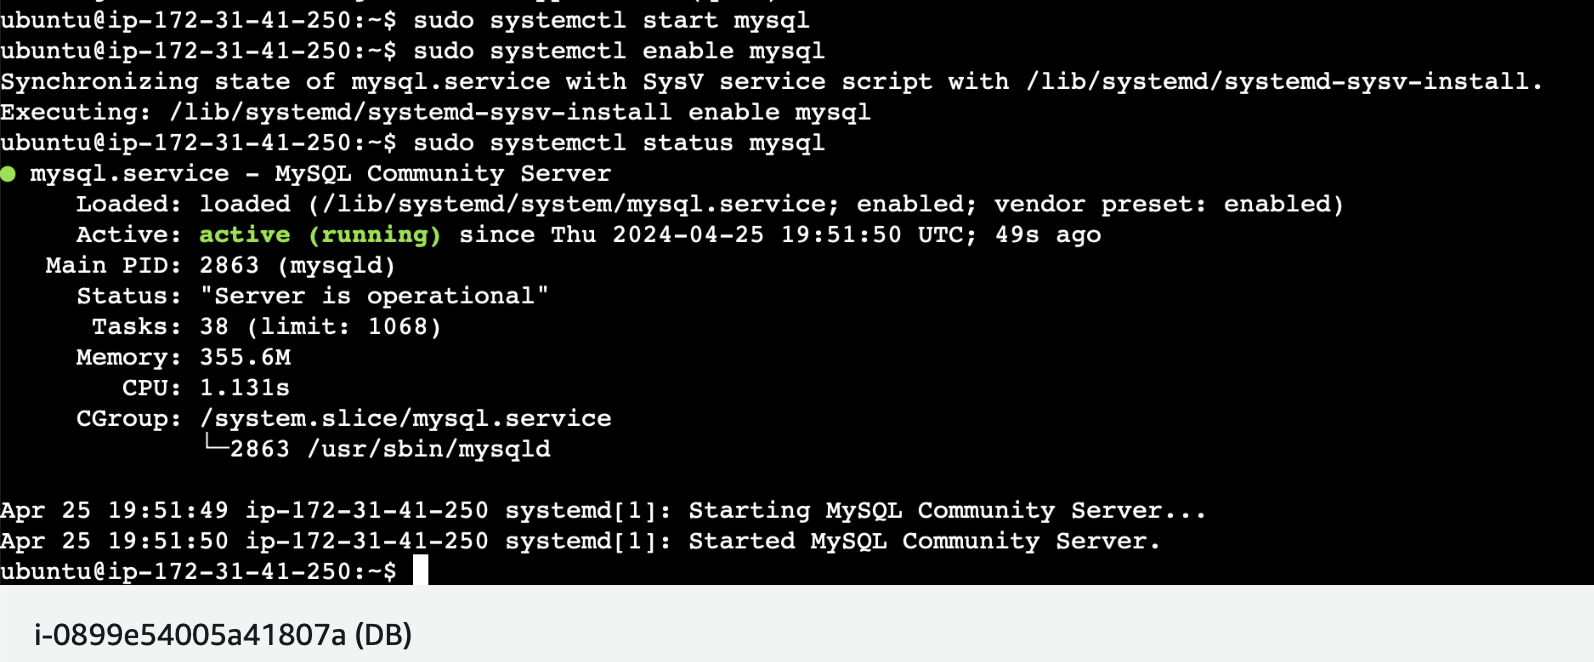 ubuntu@ip-172-31-41-250:~$ sudo systemctl start mysql
ubuntu@ip-172-31-41-250:~$ sudo systemctl enable mysql
Synchronizing state of mysql.service with SysV service script with /lib/systemd/systemd-sysv-install.
Executing: /lib/systemd/systemd-sysv-install enable mysql
ubuntu@ip-172-31-41-250:~$ sudo systemctl status mysql
● mysql.service - MySQL Community Server
     Loaded: loaded (/lib/systemd/system/mysql.service; enabled; vendor preset: enabled)
     Active: active (running) since Thu 2024-04-25 19:51:50 UTC; 49s ago
   Main PID: 2863 (mysqld)
     Status: "Server is operational"
      Tasks: 38 (limit: 1068)
     Memory: 355.6M
        CPU: 1.131s
     CGroup: /system.slice/mysql.service
             └─2863 /usr/sbin/mysqld
Apr 25 19:51:49 ip-172-31-41-250 systemd[1]: Starting MySQL Community Server...
Apr 25 19:51:50 ip-172-31-41-250 systemd[1]: Started MySQL Community Server.
ubuntu@ip-172-31-41-250:~$
i-0899e54005a41807a (DB)